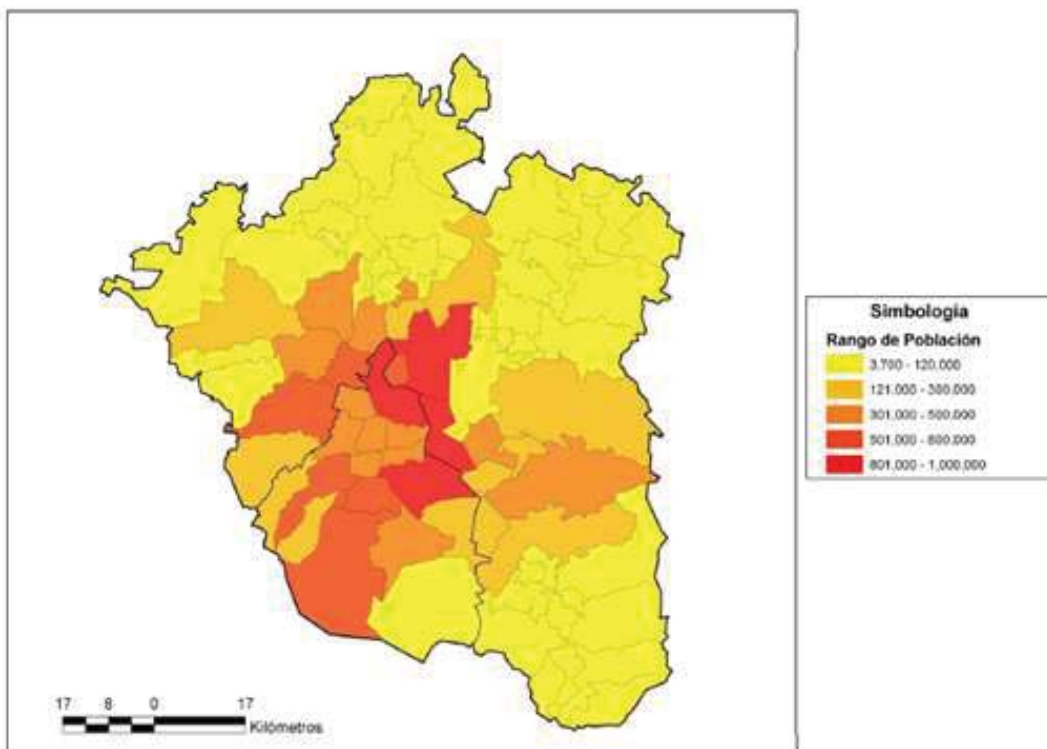 Simbología
Rango de Población
3,700 - 120,000
121,000 - 300,000
301,000 - 500,000
501,000 - 800,000
801,000 - 1,000,000
17 8 0 17
Kilómetros